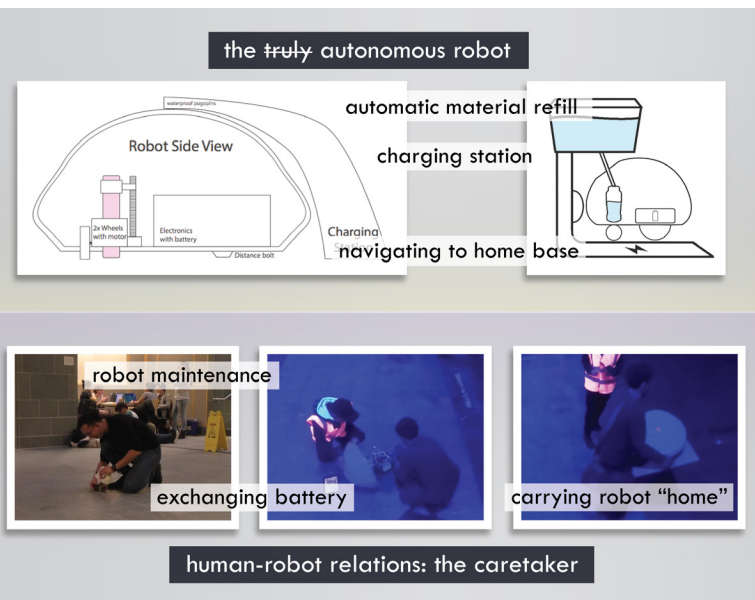 the truly autonomous robot
waterproof pogopins
automatic material refill
Robot Side View
charging station
2x Wheels
with motor
Electronics
with battery
Charging
navigating to home base
Distance bolt
robot maintenance
exchanging battery
carrying robot “home”
human-robot relations: the caretaker